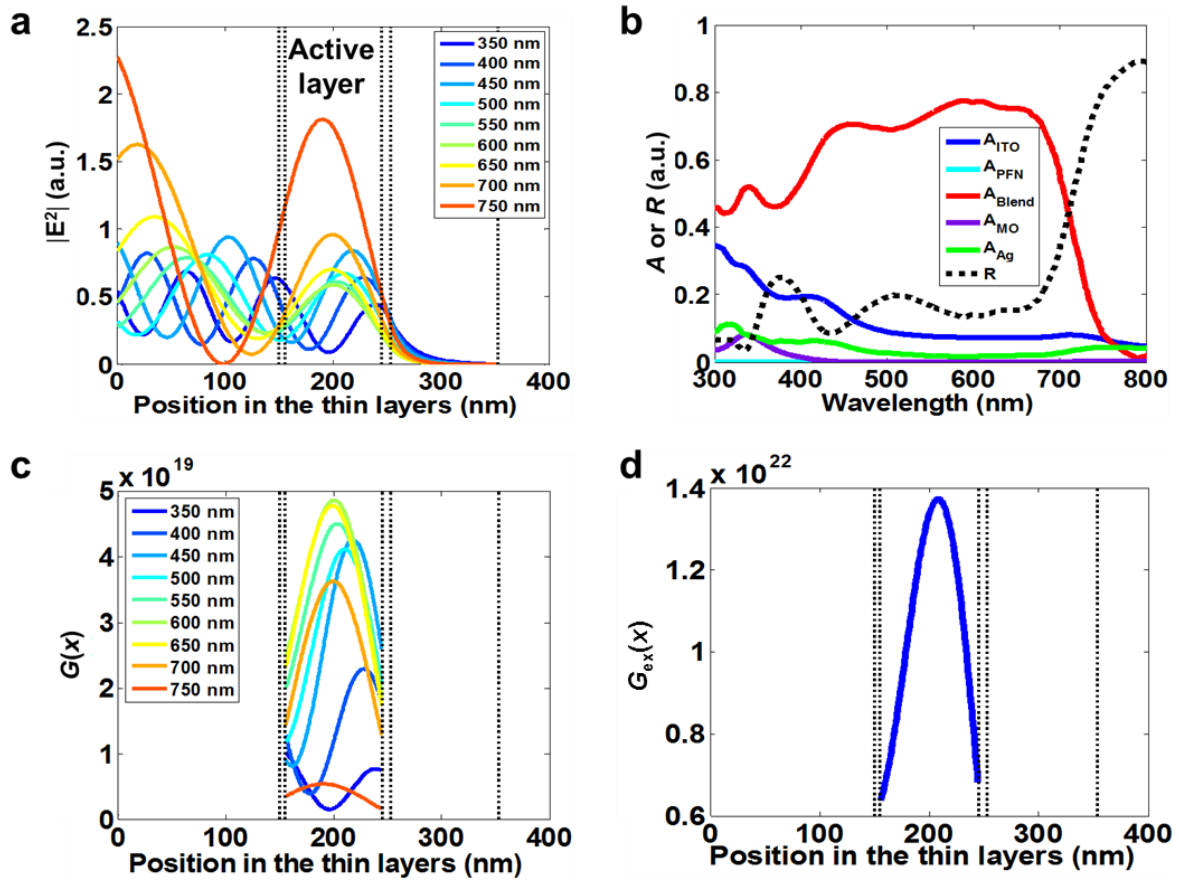 a
2.5
2
1.5
1
0.5
0
|E²| (a.u.)
Active
layer
350 nm
400 nm
450 nm
500 nm
550 nm
600 nm
650 nm
700 nm
750 nm
0 100 200 300 400
Position in the thin layers (nm)
b
1
0.8
0.6
0.4
0.2
0
A or R (a.u.)
A_ITO
A_PFN
A_Blend
A_MO
A_Ag
R
300 400 500 600 700 800
Wavelength (nm)
c
x 10¹⁹
5
4
3
2
1
0
G(x)
350 nm
400 nm
450 nm
500 nm
550 nm
600 nm
650 nm
700 nm
750 nm
0 100 200 300 400
Position in the thin layers (nm)
d
x 10²²
1.4
1.2
1
0.8
0.6
G_ex(x)
0 100 200 300 400
Position in the thin layers (nm)